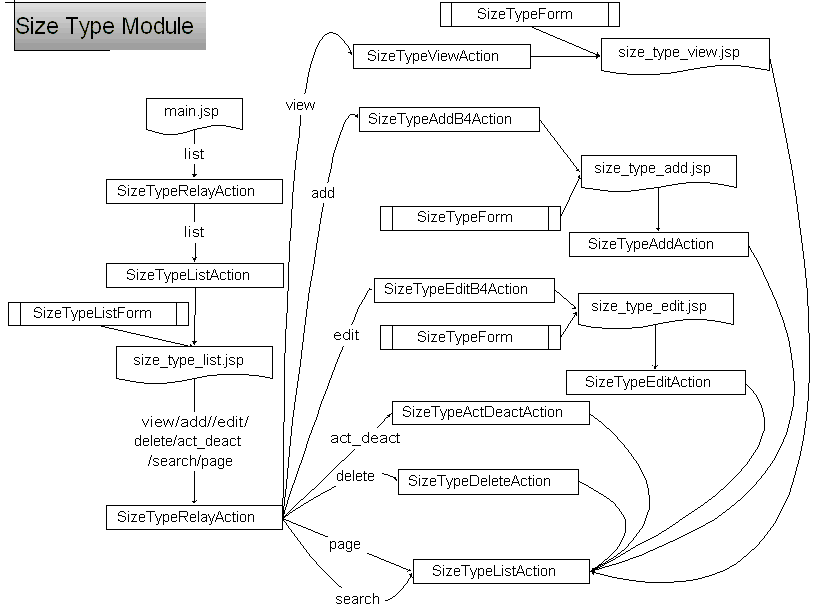 Size Type Module
SizeTypeForm
SizeTypeViewAction
size_type_view.jsp
view
main.jsp
list
SizeTypeRelayAction
list
SizeTypeListAction
SizeTypeListForm
size_type_list.jsp
view/add//edit/
delete/act_deact
/search/page
SizeTypeRelayAction
add
SizeTypeAddB4Action
size_type_add.jsp
SizeTypeForm
SizeTypeAddAction
edit
SizeTypeEditB4Action
size_type_edit.jsp
SizeTypeForm
SizeTypeEditAction
act_deact
SizeTypeActDeactAction
delete
SizeTypeDeleteAction
page
SizeTypeListAction
search